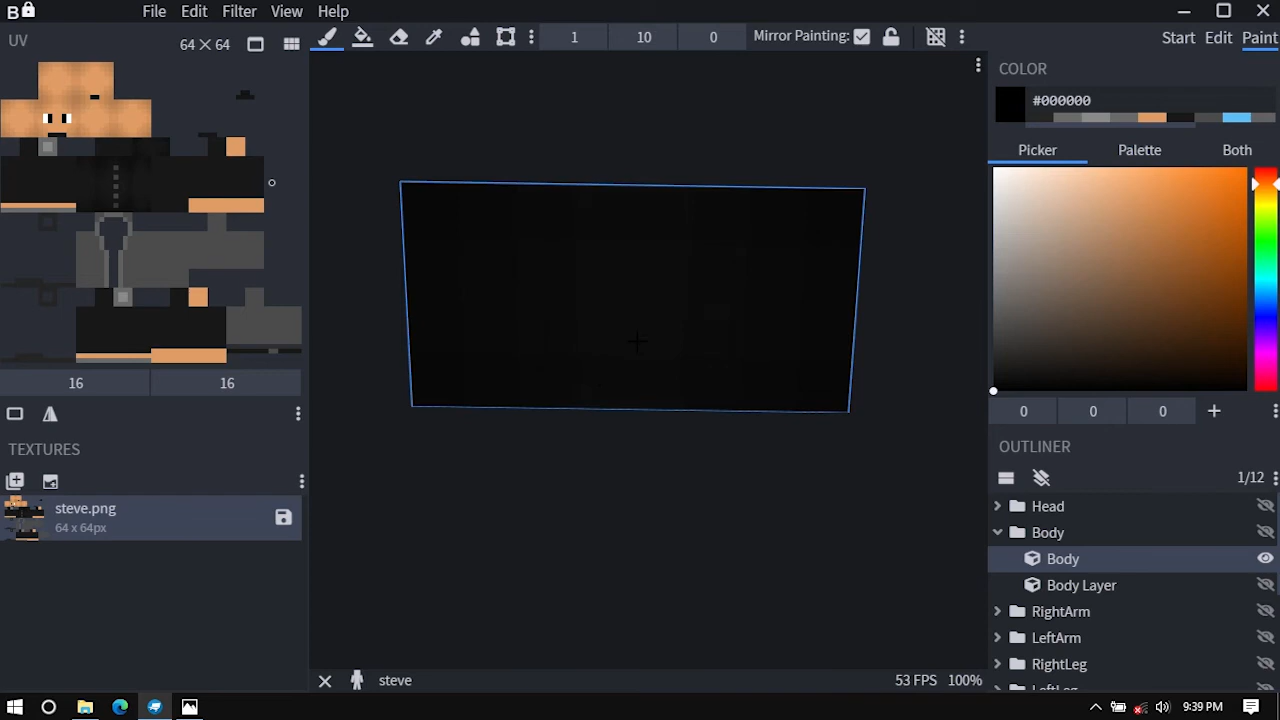 B File Edit Filter View Help
UV 64×64 1 10 0 Mirror Painting: Start Edit Paint
COLOR
#000000
Picker Palette Both
16 16
0 0 0
TEXTURES
OUTLINER
1/12
steve.png
64 x 64px
Head
Body
Body
Body Layer
RightArm
LeftArm
RightLeg
LeftLeg
steve 53 FPS 100%
9:39 PM